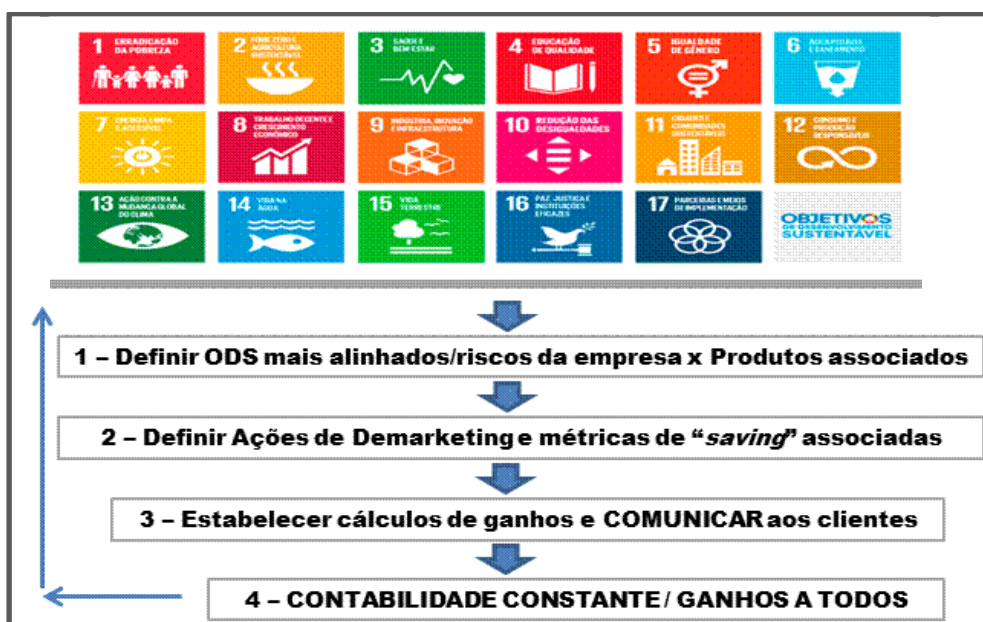 1 ERRADICAÇÃO
DA POBREZA
2 FOME ZERO E
AGRICULTURA
SUSTENTÁVEL
3 SAÚDE E
BEM-ESTAR
4 EDUCAÇÃO
DE QUALIDADE
5 IGUALDADE
DE GÊNERO
6 ÁGUA POTÁVEL
E SANEAMENTO
7 ENERGIA LIMPA
E ACESSÍVEL
8 TRABALHO DECENTE E
CRESCIMENTO
ECONÔMICO
9 INDÚSTRIA, INOVAÇÃO
E INFRAESTRUTURA
10 REDUÇÃO DAS
DESIGUALDADES
11 CIDADES E
COMUNIDADES
SUSTENTÁVEIS
12 CONSUMO E
PRODUÇÃO
RESPONSÁVEIS
13 AÇÃO CONTRA A
MUDANÇA GLOBAL
DO CLIMA
14 VIDA NA
ÁGUA
15 VIDA
TERRESTRE
16 PAZ, JUSTIÇA E
INSTITUIÇÕES
EFICAZES
17 PARCERIAS E MEIOS
DE IMPLEMENTAÇÃO
OBJETIVOS
DE DESENVOLVIMENTO
SUSTENTÁVEL
1 – Definir ODS mais alinhados/riscos da empresa x Produtos associados
2 – Definir Ações de Demarketing e métricas de “saving” associadas
3 – Estabelecer cálculos de ganhos e COMUNICAR aos clientes
4 – CONTABILIDADE CONSTANTE / GANHOS A TODOS